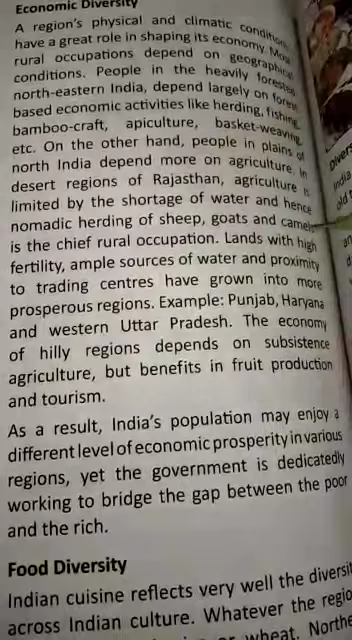 Economic Diversity
A region's physical and climatic conditions
have a great role in shaping its economy. Most
rural occupations depend on geographical
conditions. People in the heavily forested
north-eastern India, depend largely on forest
based economic activities like herding, fishing,
bamboo-craft, apiculture, basket-weaving,
etc. On the other hand, people in plains of
north India depend more on agriculture. In
desert regions of Rajasthan, agriculture is
limited by the shortage of water and hence
nomadic herding of sheep, goats and camels
is the chief rural occupation. Lands with high
fertility, ample sources of water and proximity
to trading centres have grown into more
prosperous regions. Example: Punjab, Haryana
and western Uttar Pradesh. The economy
of hilly regions depends on subsistence
agriculture, but benefits in fruit production
and tourism.
As a result, India's population may enjoy a
different level of economic prosperity in various
regions, yet the government is dedicatedly
working to bridge the gap between the poor
and the rich.
Food Diversity
Indian cuisine reflects very well the
across Indian culture. Whatever the
or wheat.